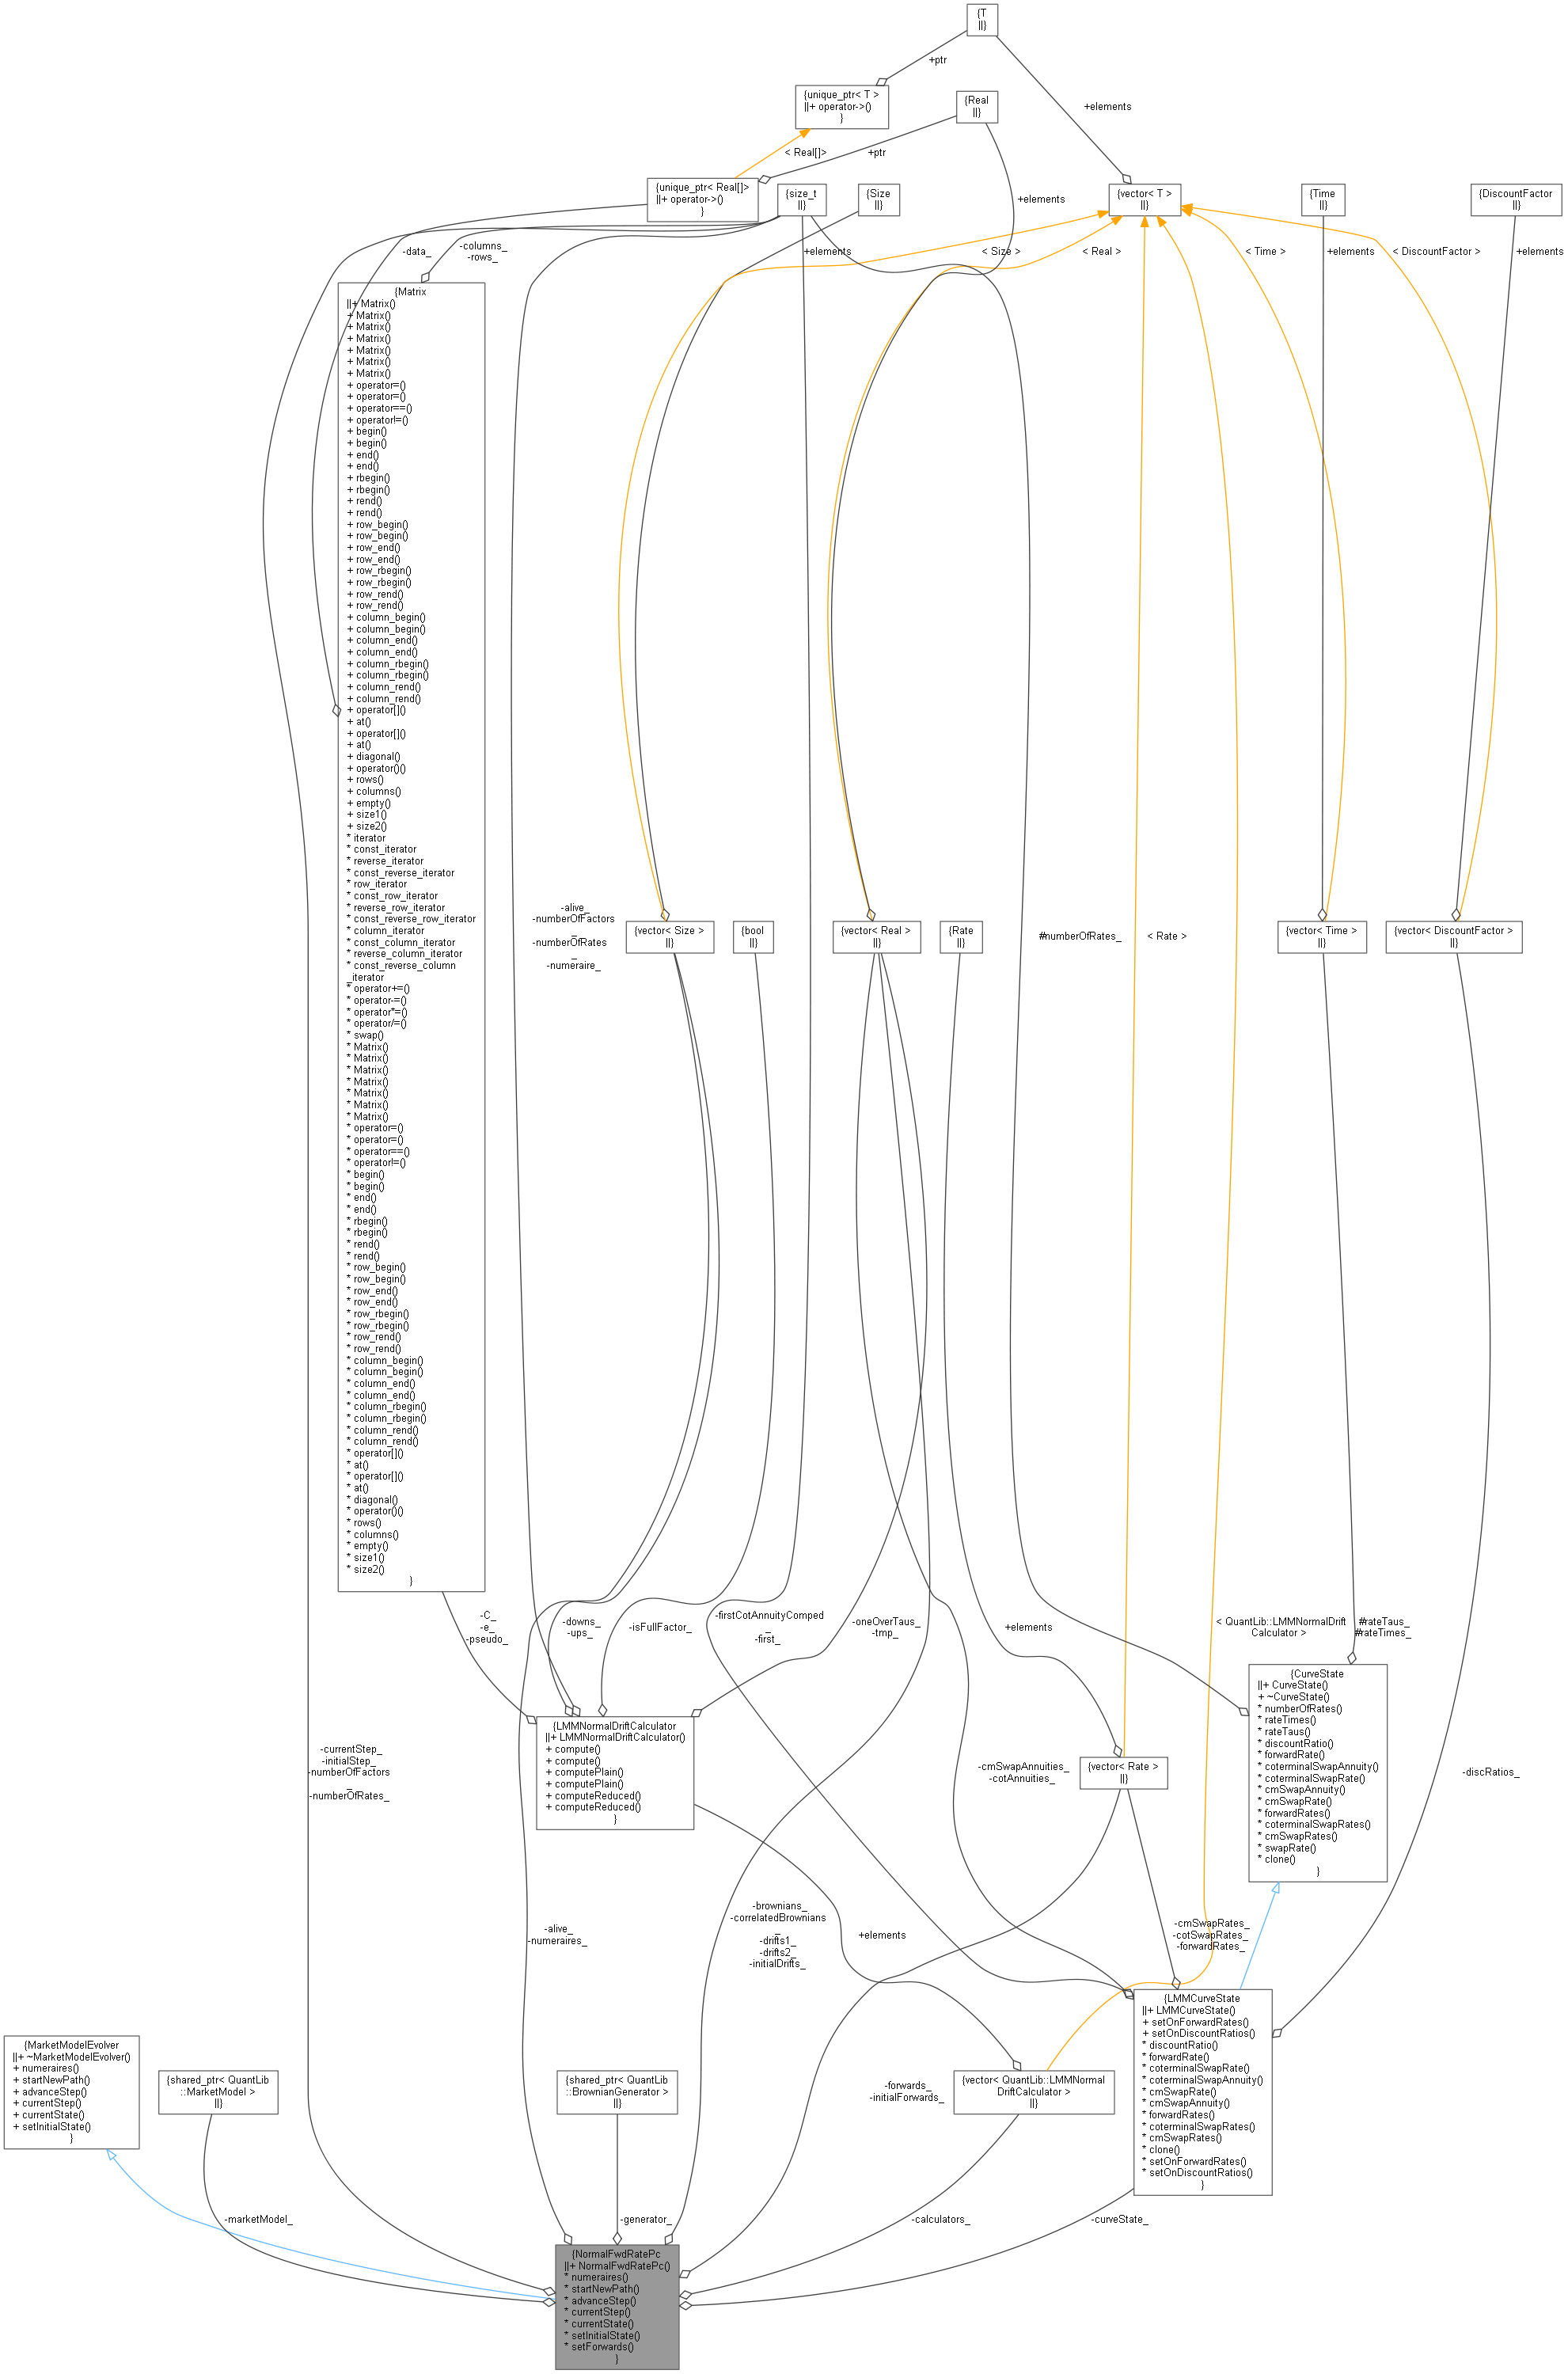 {T
||}
+ptr
{unique_ptr< T >
||+ operator->()
}
{Real
||}
+elements
< Real[]>
+ptr
{unique_ptr< Real[]>
||+ operator->()
}
{size_t
||}
{Size
||}
+elements
{vector< T >
||}
{Time
||}
{DiscountFactor
||}
-data_
-columns_
-rows_
+elements
< Size >
< Real >
< Time >
+elements
< DiscountFactor >
+elements
{Matrix
||+ Matrix()
+ Matrix()
+ Matrix()
+ Matrix()
+ Matrix()
+ Matrix()
+ Matrix()
+ operator=()
+ operator=()
+ operator==()
+ operator!=()
+ begin()
+ begin()
+ end()
+ end()
+ rbegin()
+ rbegin()
+ rend()
+ rend()
+ row_begin()
+ row_begin()
+ row_end()
+ row_end()
+ row_rbegin()
+ row_rbegin()
+ row_rend()
+ row_rend()
+ column_begin()
+ column_begin()
+ column_end()
+ column_end()
+ column_rbegin()
+ column_rbegin()
+ column_rend()
+ column_rend()
+ operator[]()
+ at()
+ operator[]()
+ at()
+ diagonal()
+ operator()()
+ rows()
+ columns()
+ empty()
+ size1()
+ size2()
* iterator
* const_iterator
* reverse_iterator
* const_reverse_iterator
* row_iterator
* const_row_iterator
* reverse_row_iterator
* const_reverse_row_iterator
* column_iterator
* const_column_iterator
* reverse_column_iterator
* const_reverse_column
_iterator
* operator+=()
* operator-=()
* operator*=()
* operator/=()
* swap()
* Matrix()
* Matrix()
* Matrix()
* Matrix()
* Matrix()
* Matrix()
* Matrix()
* operator=()
* operator=()
* operator==()
* operator!=()
* begin()
* begin()
* end()
* end()
* rbegin()
* rbegin()
* rend()
* rend()
* row_begin()
* row_begin()
* row_end()
* row_end()
* row_rbegin()
* row_rbegin()
* row_rend()
* row_rend()
* column_begin()
* column_begin()
* column_end()
* column_end()
* column_rbegin()
* column_rbegin()
* column_rend()
* column_rend()
* operator[]()
* at()
* operator[]()
* at()
* diagonal()
* operator()()
* rows()
* columns()
* empty()
* size1()
* size2()
}
-alive_
-numberOfFactors
_
-numberOfRates
_
-numeraire_
{vector< Size >
||}
{bool
||}
{vector< Real >
||}
{Rate
||}
#numberOfRates_
< Rate >
{vector< Time >
||}
{vector< DiscountFactor >
||}
-C_
-e_
-pseudo_
-downs_
-ups_
-isFullFactor_
-firstCotAnnuityComped
_
-first_
-oneOverTaus_
-tmp_
+elements
< QuantLib::LMMNormalDrift
Calculator >
#rateTaus_
#rateTimes_
{CurveState
||+ CurveState()
+ ~CurveState()
* numberOfRates()
* rateTimes()
* rateTaus()
* discountRatio()
* forwardRate()
* coterminalSwapAnnuity()
* coterminalSwapRate()
* cmSwapAnnuity()
* cmSwapRate()
* forwardRates()
* coterminalSwapRates()
* cmSwapRates()
* swapRate()
* clone()
}
{LMMNormalDriftCalculator
||+ LMMNormalDriftCalculator()
+ compute()
+ compute()
+ computePlain()
+ computePlain()
+ computeReduced()
+ computeReduced()
}
-currentStep_
-initialStep_
-numberOfFactors
_
-numberOfRates_
-cmSwapAnnuities_
-cotAnnuities_
{vector< Rate >
||}
-discRatios_
-alive_
-numeraires_
-brownians_
-correlatedBrownians
_
-drifts1_
-drifts2_
-initialDrifts_
+elements
-cmSwapRates_
-cotSwapRates_
-forwardRates_
{LMMCurveState
||+ LMMCurveState()
+ setOnForwardRates()
+ setOnDiscountRatios()
* discountRatio()
* forwardRate()
* coterminalSwapRate()
* coterminalSwapAnnuity()
* cmSwapRate()
* cmSwapAnnuity()
* forwardRates()
* coterminalSwapRates()
* cmSwapRates()
* clone()
* setOnForwardRates()
* setOnDiscountRatios()
}
{MarketModelEvolver
||+ ~MarketModelEvolver()
+ numeraires()
+ startNewPath()
+ advanceStep()
+ currentStep()
+ currentState()
+ setInitialState()
}
{shared_ptr< QuantLib
::MarketModel >
||}
{shared_ptr< QuantLib
::BrownianGenerator >
||}
-forwards_
-initialForwards_
{vector< QuantLib::LMMNormal
DriftCalculator >
||}
-marketModel_
-generator_
-calculators_
-curveState_
{NormalFwdRatePc
||+ NormalFwdRatePc()
* numeraires()
* startNewPath()
* advanceStep()
* currentStep()
* currentState()
* setInitialState()
* setForwards()
}